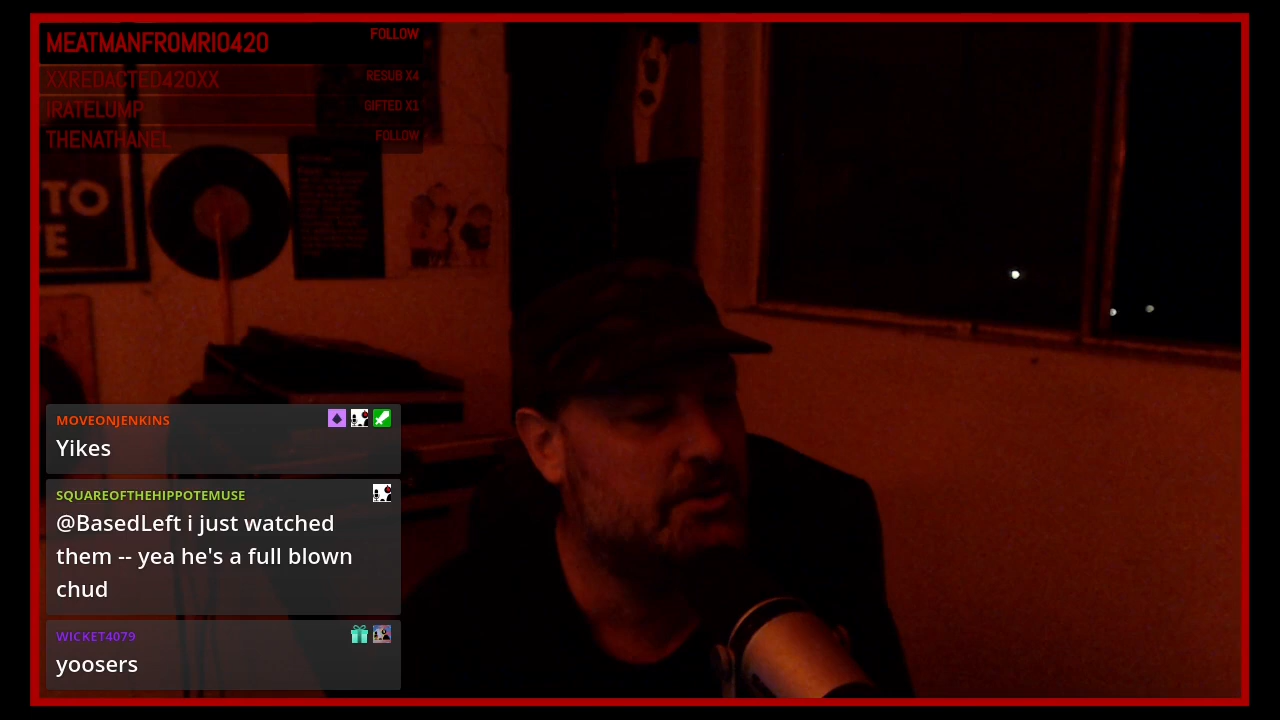 MEATMANFROMRIO420 FOLLOW
XXREDACTED420XX RESUB X4
IRATELUMP GIFTED X1
THENATHANEL FOLLOW
TO
E
MOVEONJENKINS
Yikes
SQUAREOFTHEHIPPOTEMUSE
@BasedLeft i just watched
them -- yea he's a full blown
chud
WICKET4079
yoosers